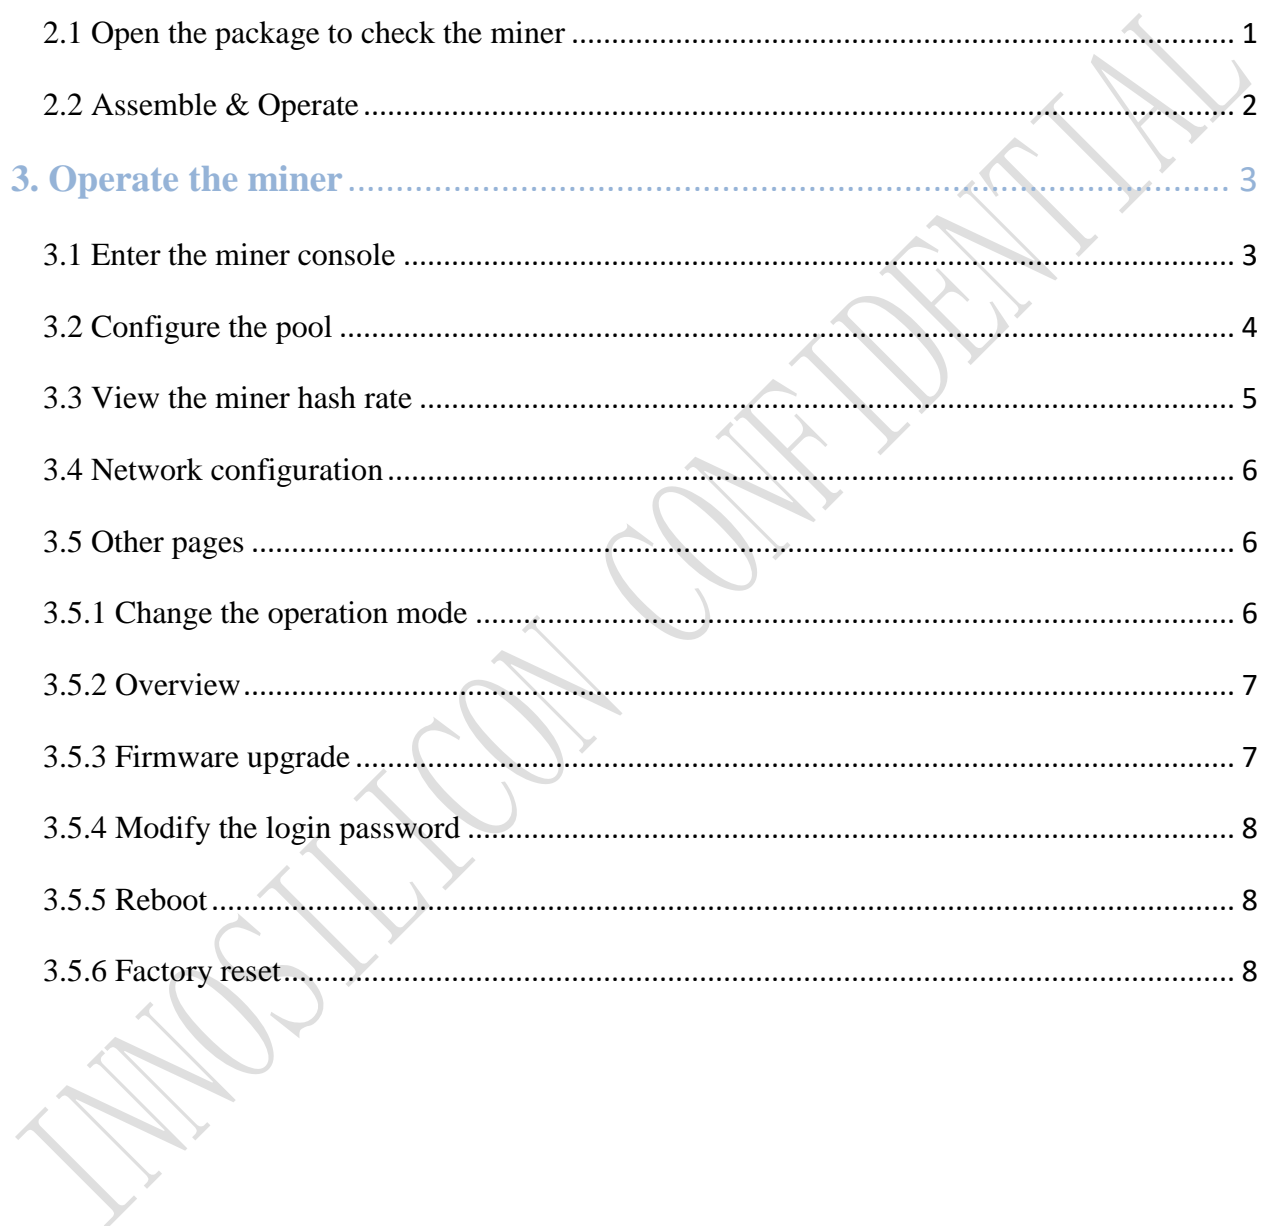 2.1 Open the package to check the miner ........................................ 1
2.2 Assemble & Operate ........................................ 2
3. Operate the miner ........................................ 3
3.1 Enter the miner console ........................................ 3
3.2 Configure the pool ........................................ 4
3.3 View the miner hash rate ........................................ 5
3.4 Network configuration ........................................ 6
3.5 Other pages ........................................ 6
3.5.1 Change the operation mode ........................................ 6
3.5.2 Overview ........................................ 7
3.5.3 Firmware upgrade ........................................ 7
3.5.4 Modify the login password ........................................ 8
3.5.5 Reboot ........................................ 8
3.5.6 Factory reset ........................................ 8
INNOSILICON CONFIDENTIAL